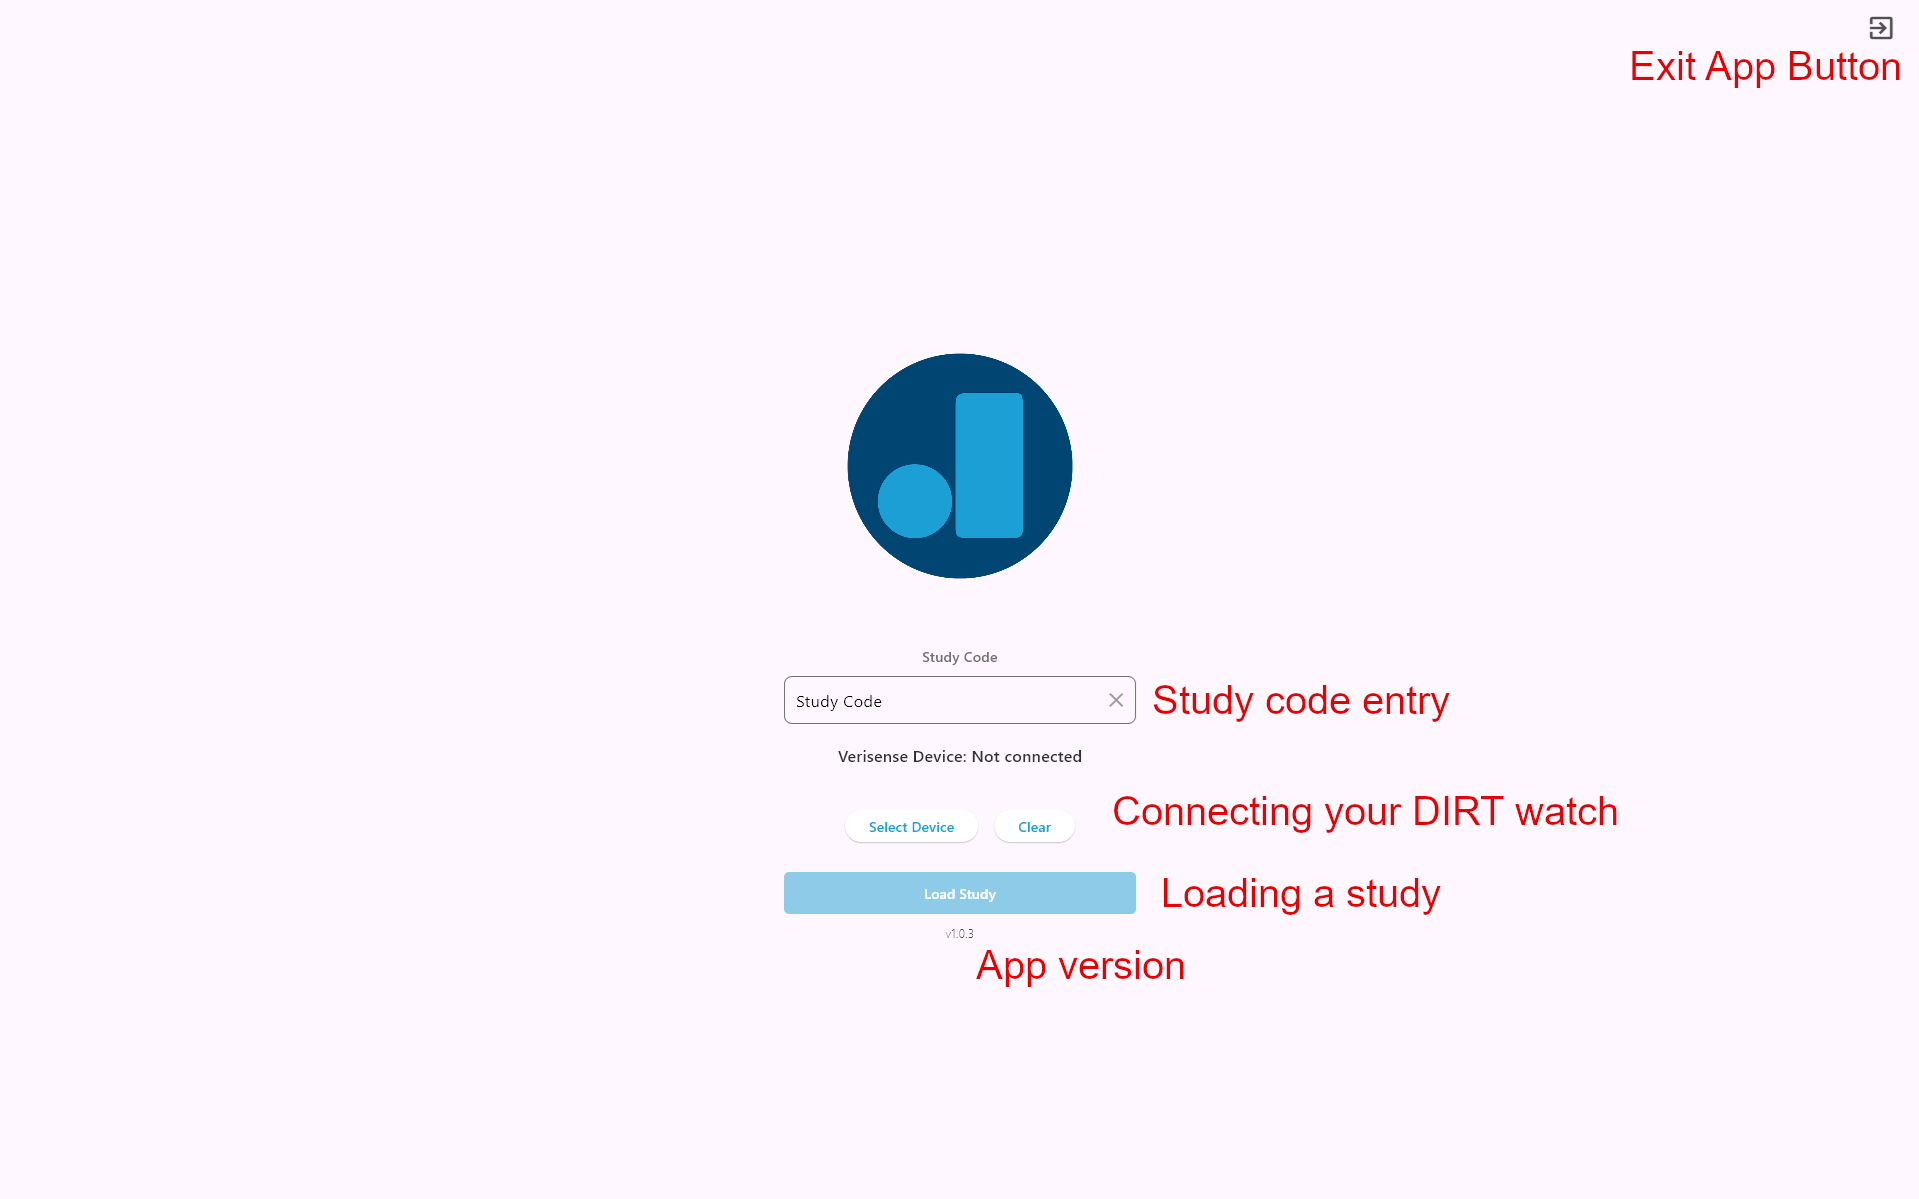 Exit App Button
Study Code
Study Code
Study code entry
Verisense Device: Not connected
Connecting your DIRT watch
Select Device
Clear
Load Study
Loading a study
v1.0.3
App version